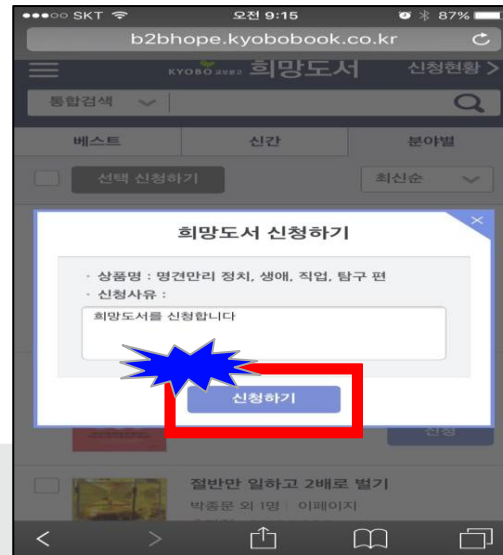 SKT 오전 9:15 87%
b2bhope.kyobobook.co.kr
KYOBO 교보문고 희망도서 신청현황 >
통합검색
베스트 신간 분야별
선택 신청하기 최신순
희망도서 신청하기
· 상품명 : 명견만리 정치, 생애, 직업, 탐구 편
· 신청사유 :
희망도서를 신청합니다
신청하기
신청
절반만 일하고 2배로 벌기
박종문 외 1명 | 이페이지